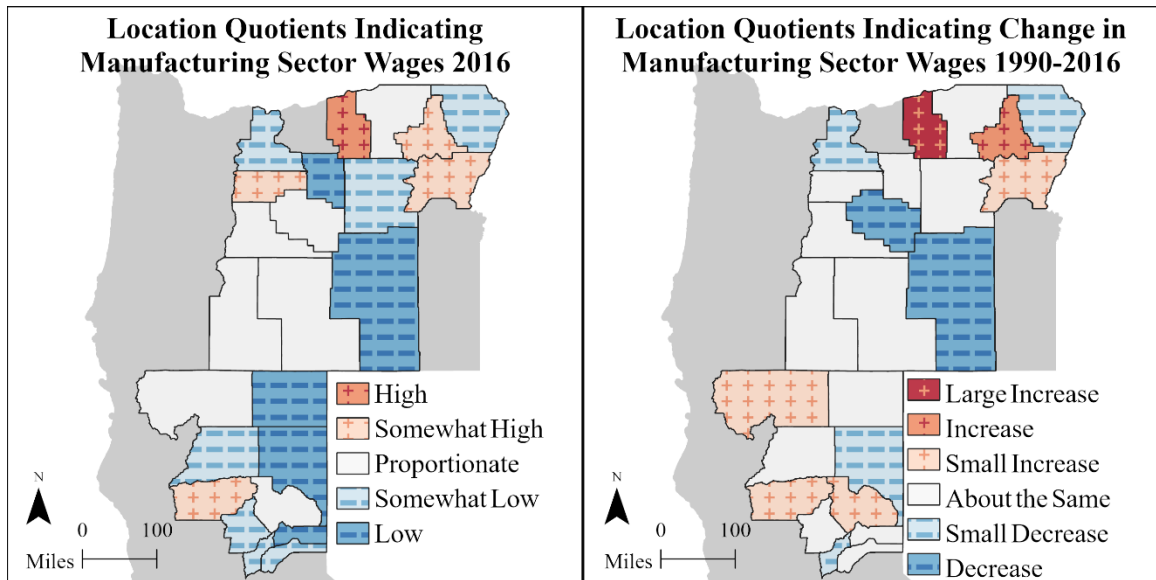 Location Quotients Indicating
Manufacturing Sector Wages 2016
High
Somewhat High
Proportionate
Somewhat Low
Low
N
0 100
Miles
Location Quotients Indicating Change in
Manufacturing Sector Wages 1990-2016
Large Increase
Increase
Small Increase
About the Same
Small Decrease
Decrease
N
0 100
Miles